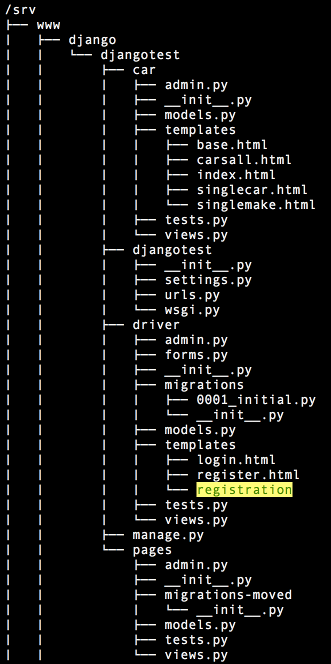 /srv
├── www
│   ├── django
│   │   └── djangotest
│   │       ├── car
│   │       │   ├── admin.py
│   │       │   ├── __init__.py
│   │       │   ├── models.py
│   │       │   ├── templates
│   │       │   │   ├── base.html
│   │       │   │   ├── carsall.html
│   │       │   │   ├── index.html
│   │       │   │   ├── singlecar.html
│   │       │   │   └── singlemake.html
│   │       │   ├── tests.py
│   │       │   └── views.py
│   │       ├── djangotest
│   │       │   ├── __init__.py
│   │       │   ├── settings.py
│   │       │   ├── urls.py
│   │       │   └── wsgi.py
│   │       ├── driver
│   │       │   ├── admin.py
│   │       │   ├── forms.py
│   │       │   ├── __init__.py
│   │       │   ├── migrations
│   │       │   │   ├── 0001_initial.py
│   │       │   │   └── __init__.py
│   │       │   ├── models.py
│   │       │   ├── templates
│   │       │   │   ├── login.html
│   │       │   │   ├── register.html
│   │       │   │   └── registration
│   │       │   ├── tests.py
│   │       │   └── views.py
│   │       ├── manage.py
│   │       └── pages
│   │           ├── admin.py
│   │           ├── __init__.py
│   │           ├── migrations-moved
│   │           │   └── __init__.py
│   │           ├── models.py
│   │           ├── tests.py
│   │           └── views.py